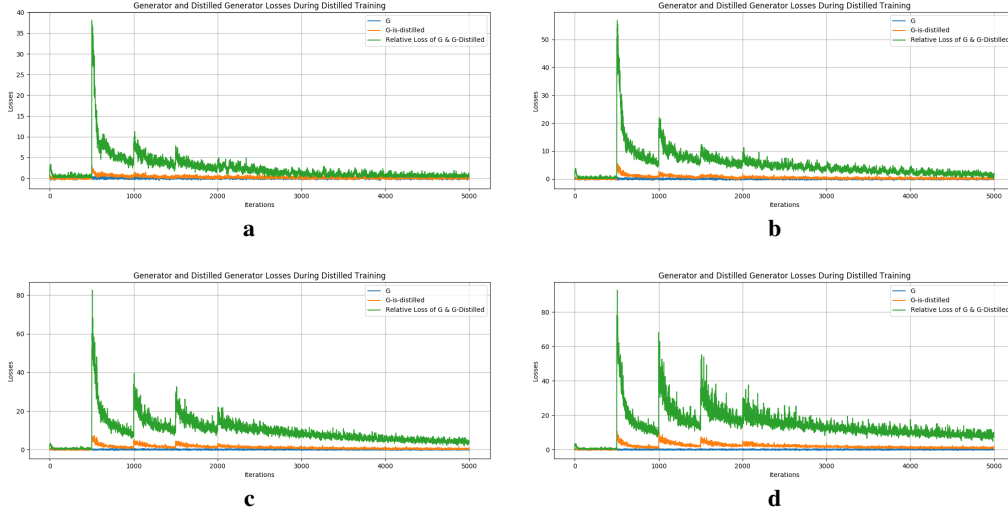 Generator and Distilled Generator Losses During Distilled Training
40
35
30
25
20
15
10
5
0
Losses
G
G-is-distilled
Relative Loss of G & G-Distilled
0 1000 2000 3000 4000 5000
Iterations
a
Generator and Distilled Generator Losses During Distilled Training
50
40
30
20
10
0
Losses
G
G-is-distilled
Relative Loss of G & G-Distilled
0 1000 2000 3000 4000 5000
Iterations
b
Generator and Distilled Generator Losses During Distilled Training
80
60
40
20
0
Losses
G
G-is-distilled
Relative Loss of G & G-Distilled
0 1000 2000 3000 4000 5000
Iterations
c
Generator and Distilled Generator Losses During Distilled Training
80
60
40
20
0
Losses
G
G-is-distilled
Relative Loss of G & G-Distilled
0 1000 2000 3000 4000 5000
Iterations
d